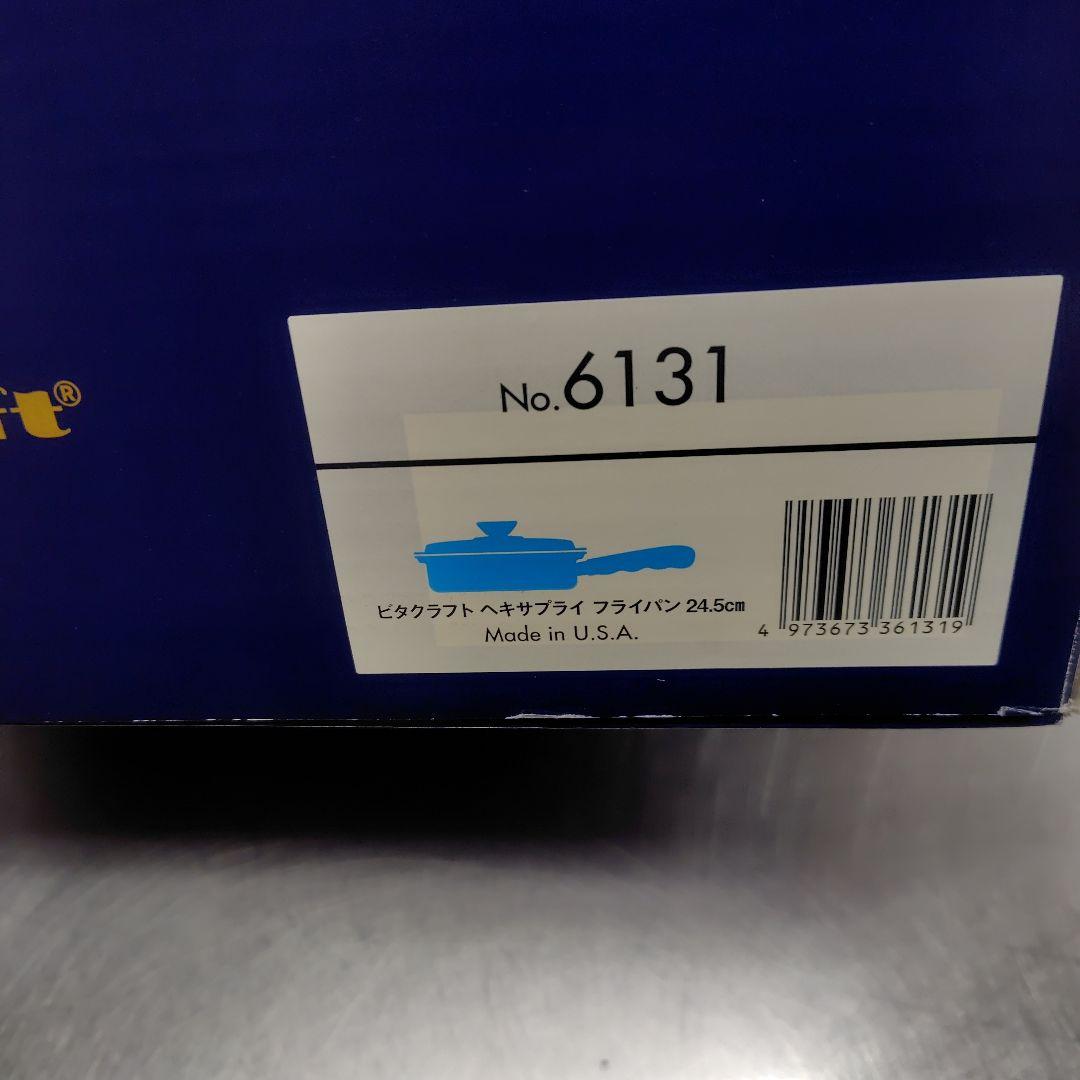 ft®
No.6131
ビタクラフト ヘキサプライ フライパン 24.5cm
Made in U.S.A.
4 973673 361319